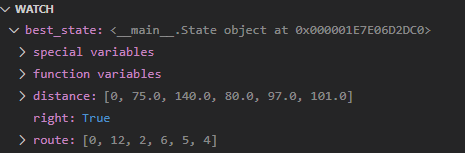 WATCH
best_state: <__main__.State object at 0x000001E7E06D2DC0>
special variables
function variables
distance: [0, 75.0, 140.0, 80.0, 97.0, 101.0]
right: True
route: [0, 12, 2, 6, 5, 4]